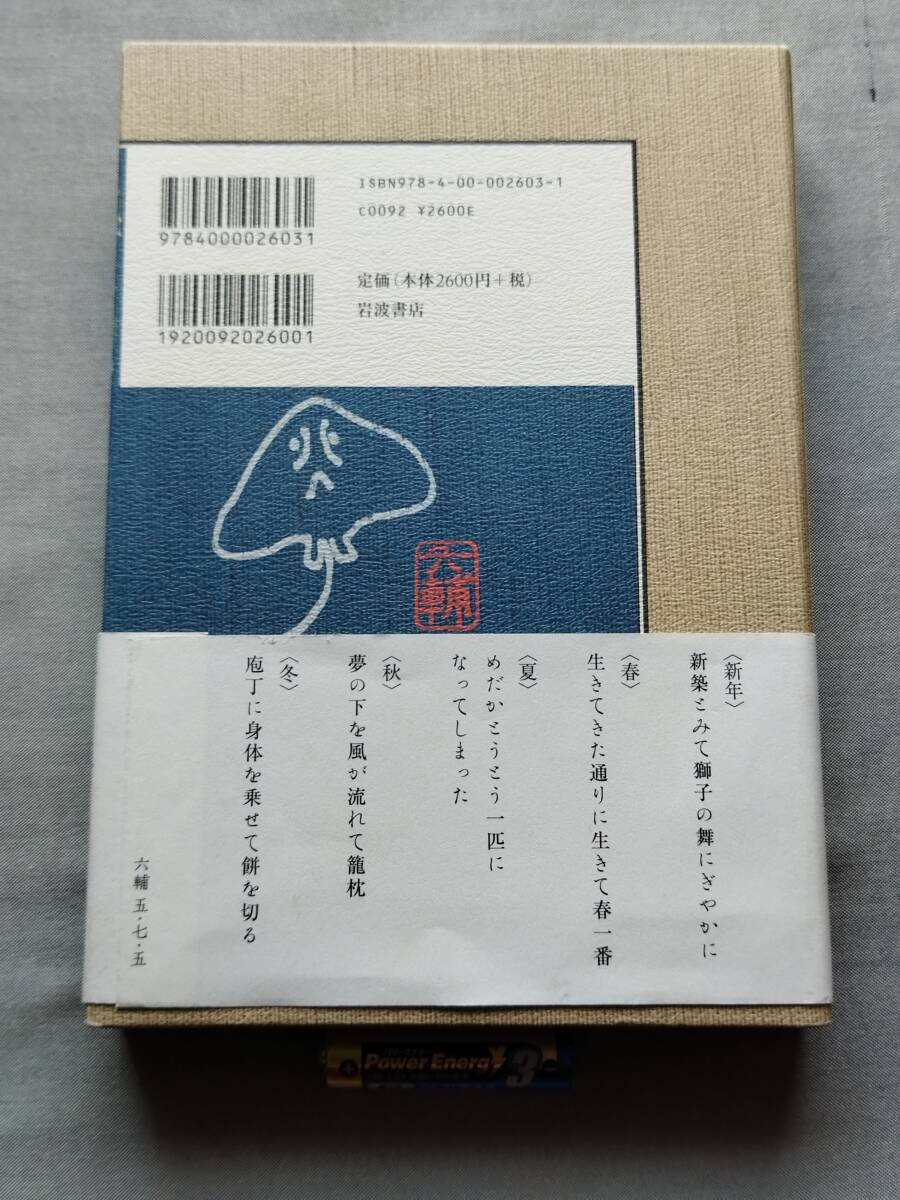 ISBN978-4-00-002603-1
C0092 ¥2600E
9784000026031
定価(本体2600円+税)
岩波書店
1920092026001
六輔
〈新年〉
新築とみて獅子の舞にぎやかに
〈春〉
生きてきた通りに生きて春一番
〈夏〉
めだかとうとう一匹に
なってしまった
〈秋〉
夢の下を風が流れて籠枕
〈冬〉
庖丁に身体を乗せて餅を切る
六輔 五・七・五
Power Energy 3